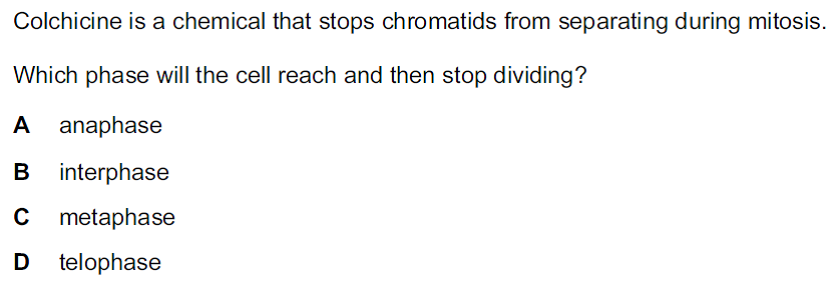 Colchicine is a chemical that stops chromatids from separating during mitosis.
Which phase will the cell reach and then stop dividing?
A anaphase
B interphase
C metaphase
D telophase